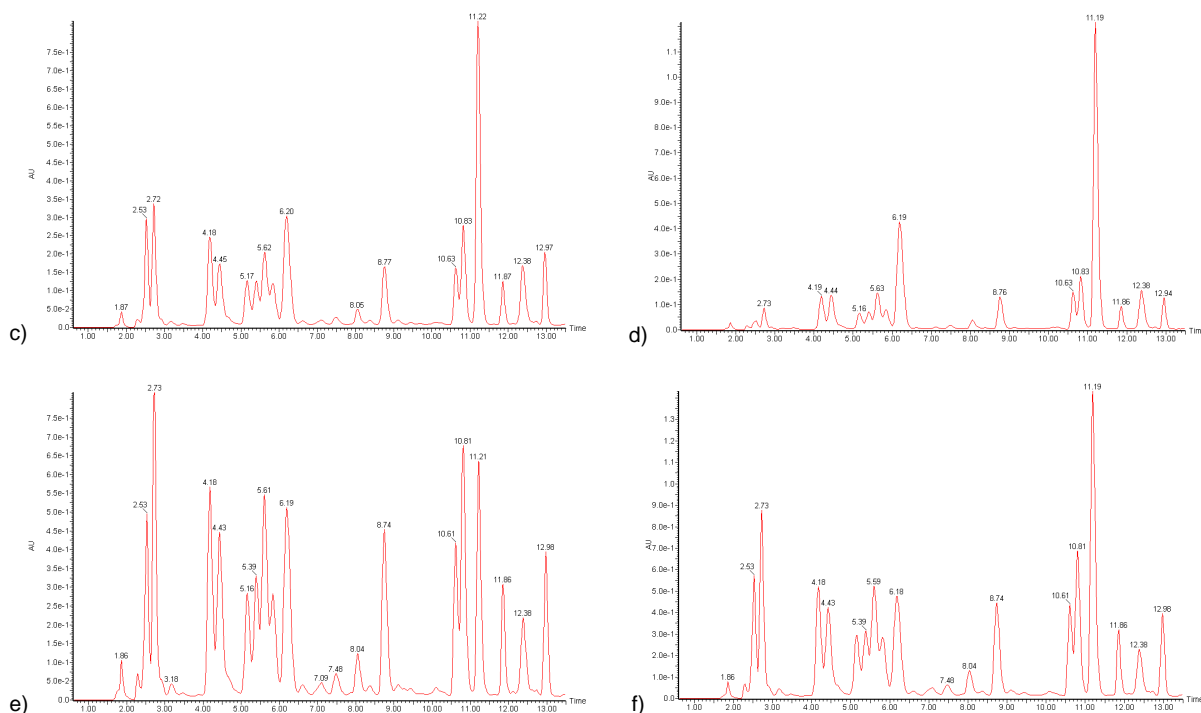 11.22
7.5e-1
7.0e-1
6.5e-1
6.0e-1
5.5e-1
5.0e-1
AU
4.5e-1
4.0e-1
3.5e-1
2.72
3.0e-1
2.53
6.20
10.83
2.5e-1
4.18
2.0e-1
4.45
5.62
8.77
10.63
12.38
12.97
1.5e-1
5.17
11.87
1.0e-1
5.0e-2
1.87
8.05
0.0
Time
1.00 2.00 3.00 4.00 5.00 6.00 7.00 8.00 9.00 10.00 11.00 12.00 13.00
c)
11.19
1.1
1.0
9.0e-1
8.0e-1
7.0e-1
6.0e-1
AU
5.0e-1
4.0e-1
6.19
3.0e-1
2.0e-1
10.83
4.19
4.44
5.63
8.76
10.63
12.38
12.94
1.0e-1
2.73
5.16
11.86
0.0
Time
1.00 2.00 3.00 4.00 5.00 6.00 7.00 8.00 9.00 10.00 11.00 12.00 13.00
d)
2.73
7.5e-1
7.0e-1
10.81
6.5e-1
11.21
6.0e-1
5.5e-1
4.18
5.61
5.0e-1
2.53
6.19
4.5e-1
4.43
8.74
AU
4.0e-1
10.61
12.98
3.5e-1
5.39
3.0e-1
5.16
11.86
2.5e-1
2.0e-1
12.38
1.5e-1
1.0e-1
1.86
8.04
5.0e-2
3.18
7.09
7.48
0.0
Time
1.00 2.00 3.00 4.00 5.00 6.00 7.00 8.00 9.00 10.00 11.00 12.00 13.00
e)
11.19
1.3
1.2
1.1
1.0
9.0e-1
2.73
8.0e-1
7.0e-1
10.81
AU
6.0e-1
2.53
5.0e-1
4.18
5.59
6.18
4.0e-1
4.43
8.74
10.61
12.98
3.0e-1
5.39
11.86
2.0e-1
12.38
1.0e-1
1.86
7.48
8.04
0.0
Time
1.00 2.00 3.00 4.00 5.00 6.00 7.00 8.00 9.00 10.00 11.00 12.00 13.00
f)